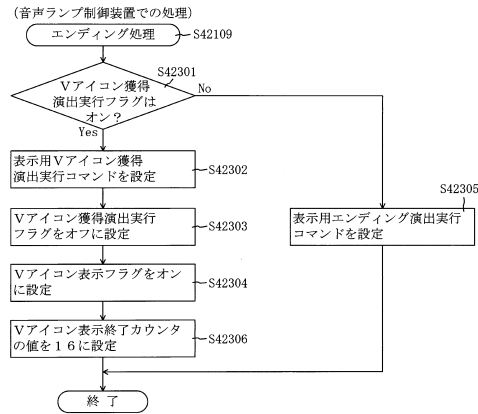 (音声ランプ制御装置での処理)
エンディング処理
S42109
S42301
Vアイコン獲得
演出実行フラグは
オン?
No
Yes
表示用Vアイコン獲得
演出実行コマンドを設定
S42302
Vアイコン獲得演出実行
フラグをオフに設定
S42303
Vアイコン表示フラグをオン
に設定
S42304
Vアイコン表示終了カウンタ
の値を16に設定
S42306
S42305
表示用エンディング演出実行
コマンドを設定
終了